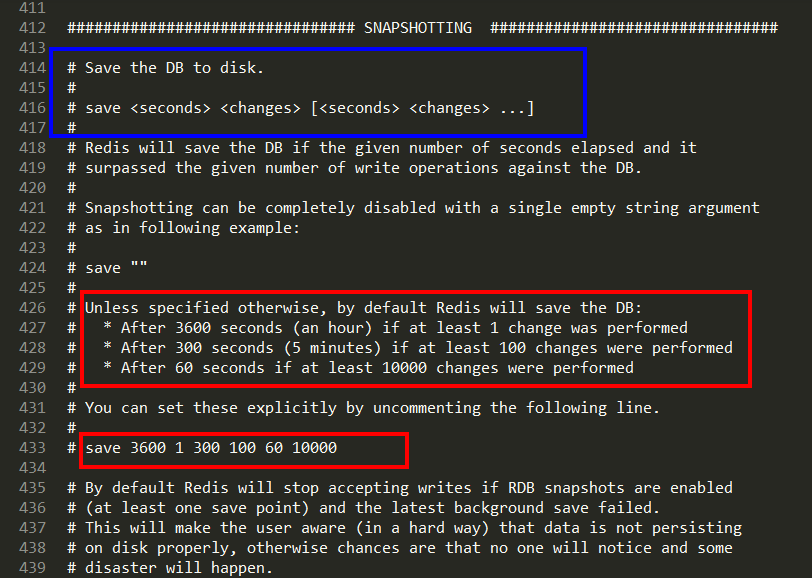 411
412 ################################ SNAPSHOTTING  ################################
413
414 # Save the DB to disk.
415 #
416 # save <seconds> <changes> [<seconds> <changes> ...]
417 #
418 # Redis will save the DB if the given number of seconds elapsed and it
419 # surpassed the given number of write operations against the DB.
420 #
421 # Snapshotting can be completely disabled with a single empty string argument
422 # as in following example:
423 #
424 # save ""
425 #
426 # Unless specified otherwise, by default Redis will save the DB:
427 #   * After 3600 seconds (an hour) if at least 1 change was performed
428 #   * After 300 seconds (5 minutes) if at least 100 changes were performed
429 #   * After 60 seconds if at least 10000 changes were performed
430 #
431 # You can set these explicitly by uncommenting the following line.
432 #
433 # save 3600 1 300 100 60 10000
434
435 # By default Redis will stop accepting writes if RDB snapshots are enabled
436 # (at least one save point) and the latest background save failed.
437 # This will make the user aware (in a hard way) that data is not persisting
438 # on disk properly, otherwise chances are that no one will notice and some
439 # disaster will happen.